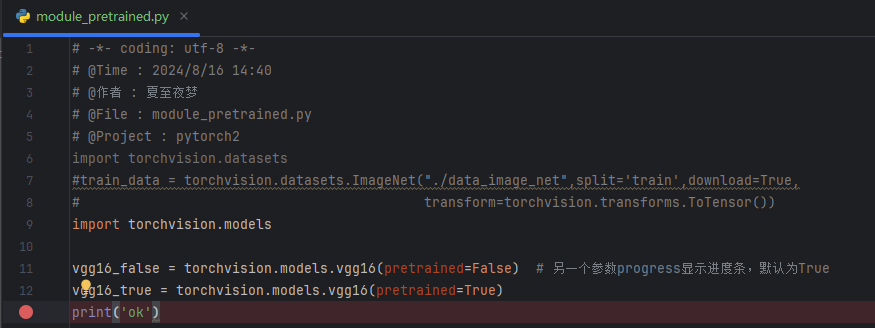 module_pretrained.py
1 # -*- coding: utf-8 -*-
2 # @Time : 2024/8/16 14:40
3 # @作者 : 夏至夜梦
4 # @File : module_pretrained.py
5 # @Project : pytorch2
6 import torchvision.datasets
7 #train_data = torchvision.datasets.ImageNet("./data_image_net",split='train',download=True,
8 #                                           transform=torchvision.transforms.ToTensor())
9 import torchvision.models
10
11 vgg16_false = torchvision.models.vgg16(pretrained=False)  # 另一个参数progress显示进度条，默认为True
12 vgg16_true = torchvision.models.vgg16(pretrained=True)
print('ok')